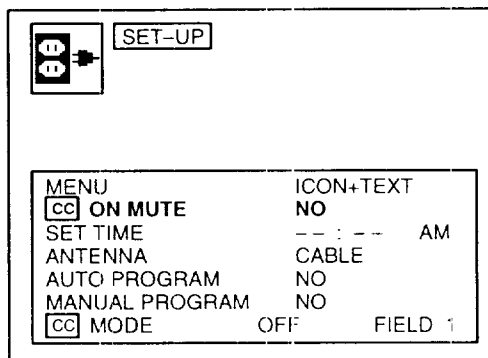 SET-UP
MENU ICON+TEXT
CC ON MUTE NO
SET TIME -- : -- AM
ANTENNA CABLE
AUTO PROGRAM NO
MANUAL PROGRAM NO
CC MODE OFF FIELD 1